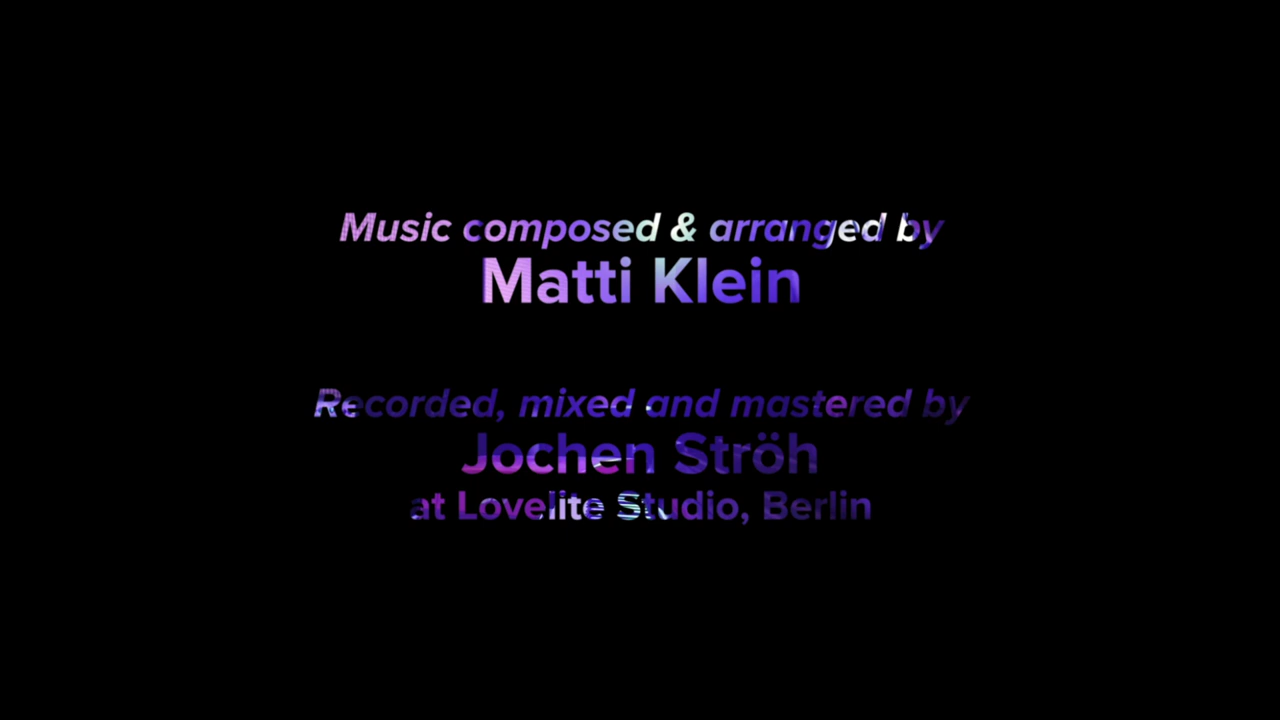 Music composed & arranged by
Matti Klein
Recorded, mixed and mastered by
Jochen Ströh
at Lovelite Studio, Berlin